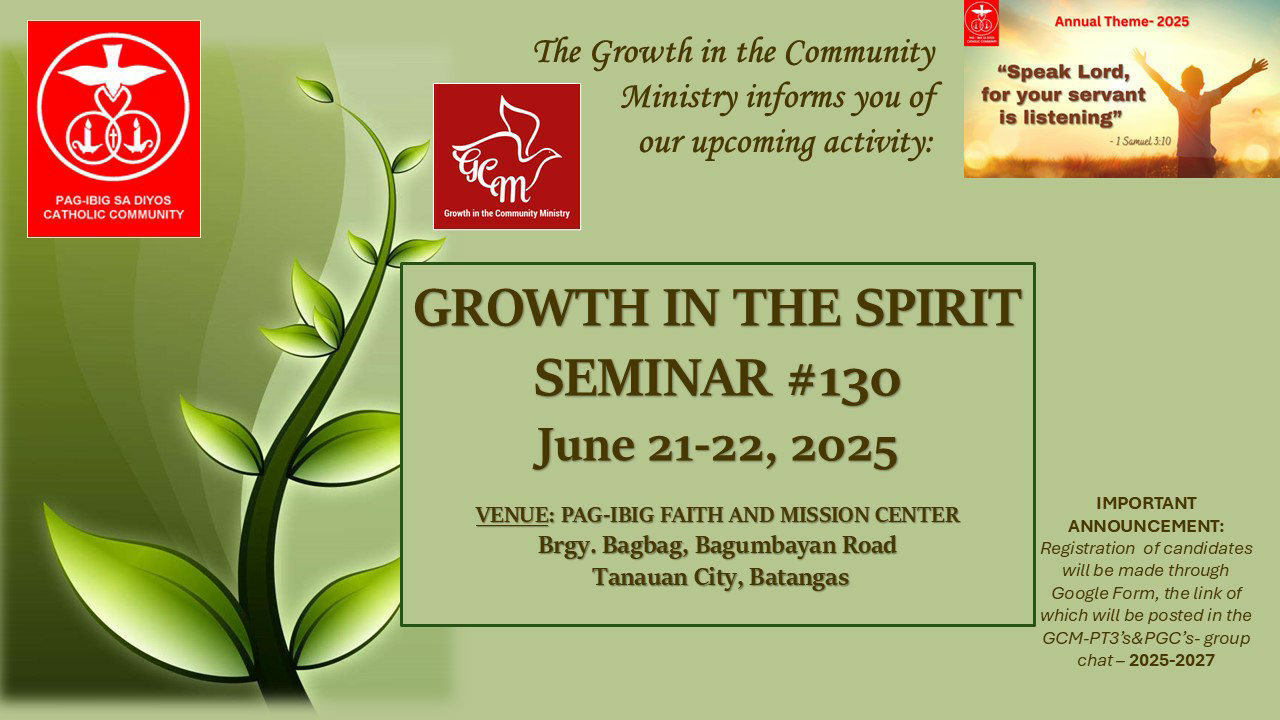 PAG-IBIG SA DIYOS
CATHOLIC COMMUNITY
GCM
Growth in the Community Ministry
The Growth in the Community
Ministry informs you of
our upcoming activity:
Annual Theme- 2025
“Speak Lord,
for your servant
is listening”
- 1 Samuel 3:10
GROWTH IN THE SPIRIT
SEMINAR #130
June 21-22, 2025
VENUE: PAG-IBIG FAITH AND MISSION CENTER
Brgy. Bagbag, Bagumbayan Road
Tanauan City, Batangas
IMPORTANT
ANNOUNCEMENT:
Registration of candidates
will be made through
Google Form, the link of
which will be posted in the
GCM-PT3’s&PGC’s- group
chat – 2025-2027